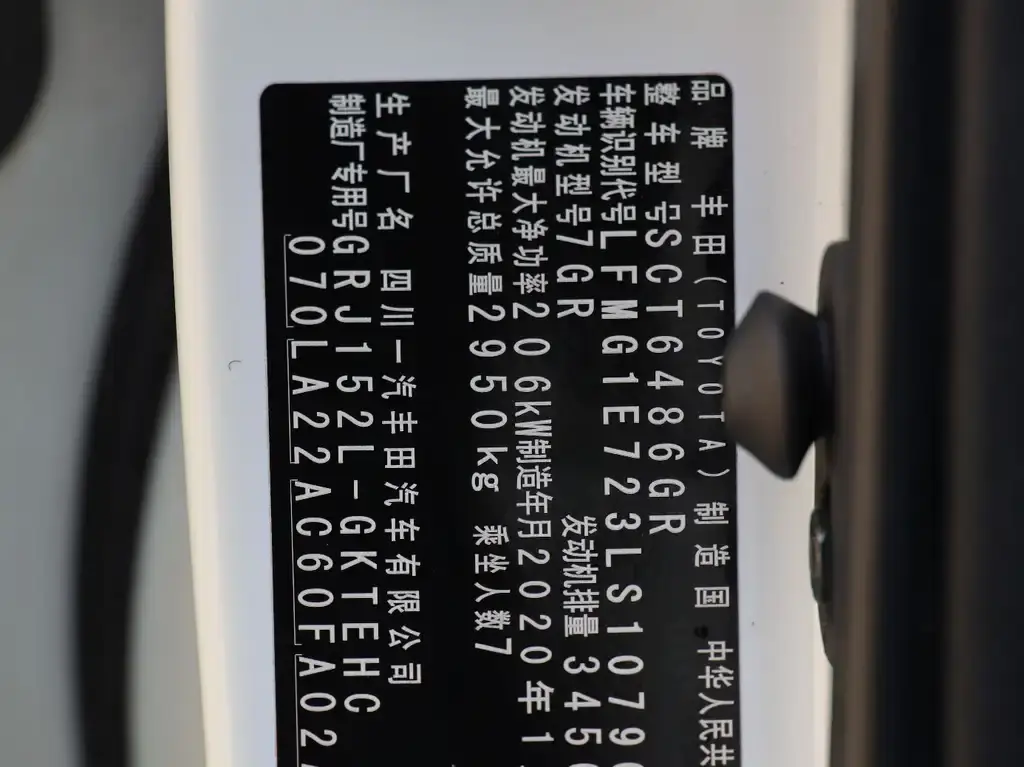 品牌 丰田(TOYOTA) 制造国 中华人民共
整车型号SCT6486GR
车辆识别代号LFMG1E723LS1079
发动机型号7GR 发动机排量 345
发动机最大净功率206kW制造年月2020年1
最大允许总质量2950kg 乘坐人数7
生产厂名 四川一汽丰田汽车有限公司
制造厂专用号GRJ152L-GKTEHC
070LA22AC60FA02